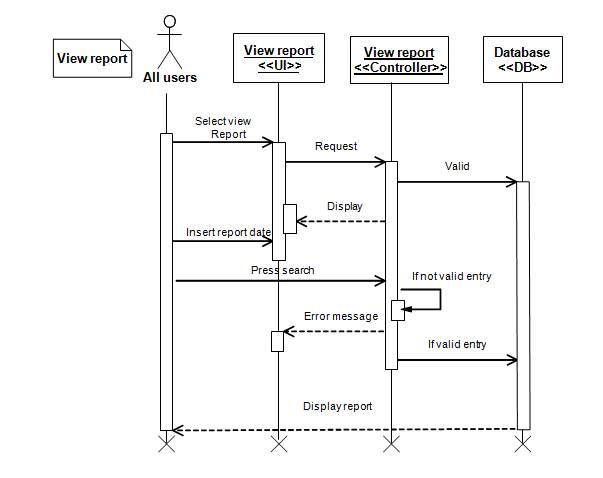 View report
All users
View report
<<UI>>
View report
<<Controller>>
Database
<<DB>>
Select view
Report
Request
Valid
Display
Insert report date
Press search
If not valid entry
Error message
If valid entry
Display report